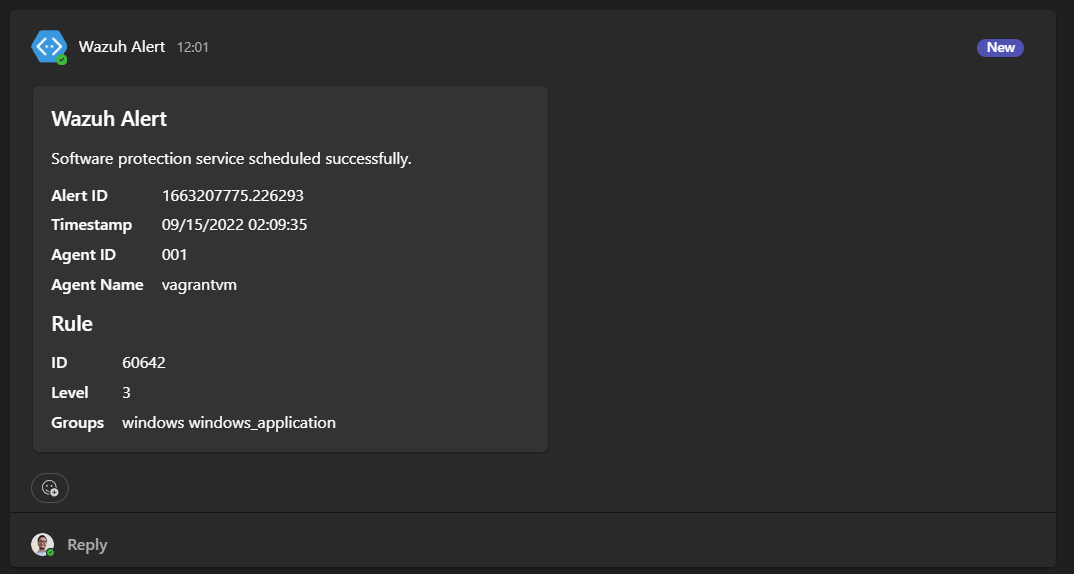 Wazuh Alert 12:01 New
Wazuh Alert
Software protection service scheduled successfully.
Alert ID 1663207775.226293
Timestamp 09/15/2022 02:09:35
Agent ID 001
Agent Name vagrantvm
Rule
ID 60642
Level 3
Groups windows windows_application
Reply